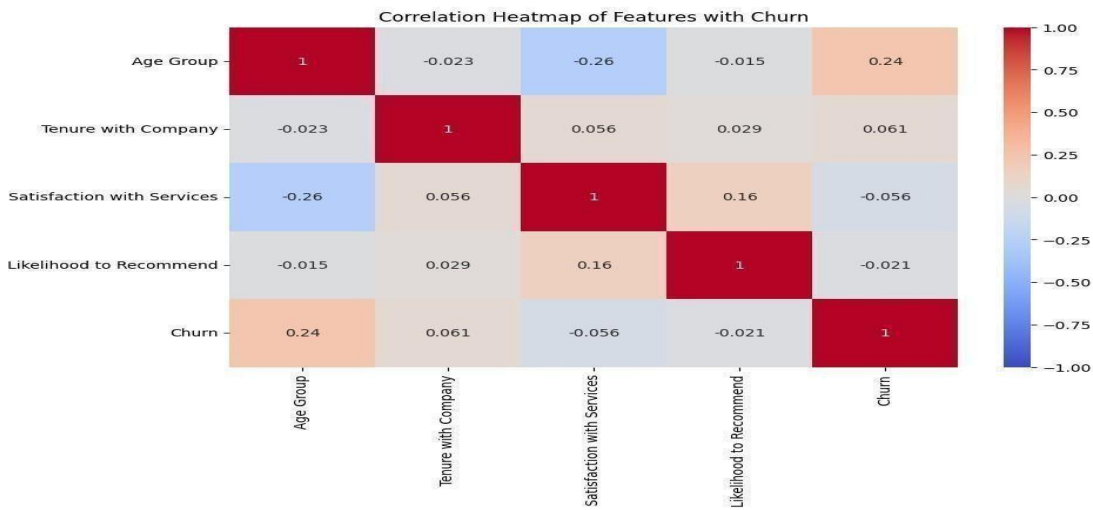 Correlation Heatmap of Features with Churn
Age Group 1 -0.023 -0.26 -0.015 0.24
Tenure with Company -0.023 1 0.056 0.029 0.061
Satisfaction with Services -0.26 0.056 1 0.16 -0.056
Likelihood to Recommend -0.015 0.029 0.16 1 -0.021
Churn 0.24 0.061 -0.056 -0.021 1
Age Group
Tenure with Company
Satisfaction with Services
Likelihood to Recommend
Churn
1.00
0.75
0.50
0.25
0.00
−0.25
−0.50
−0.75
−1.00